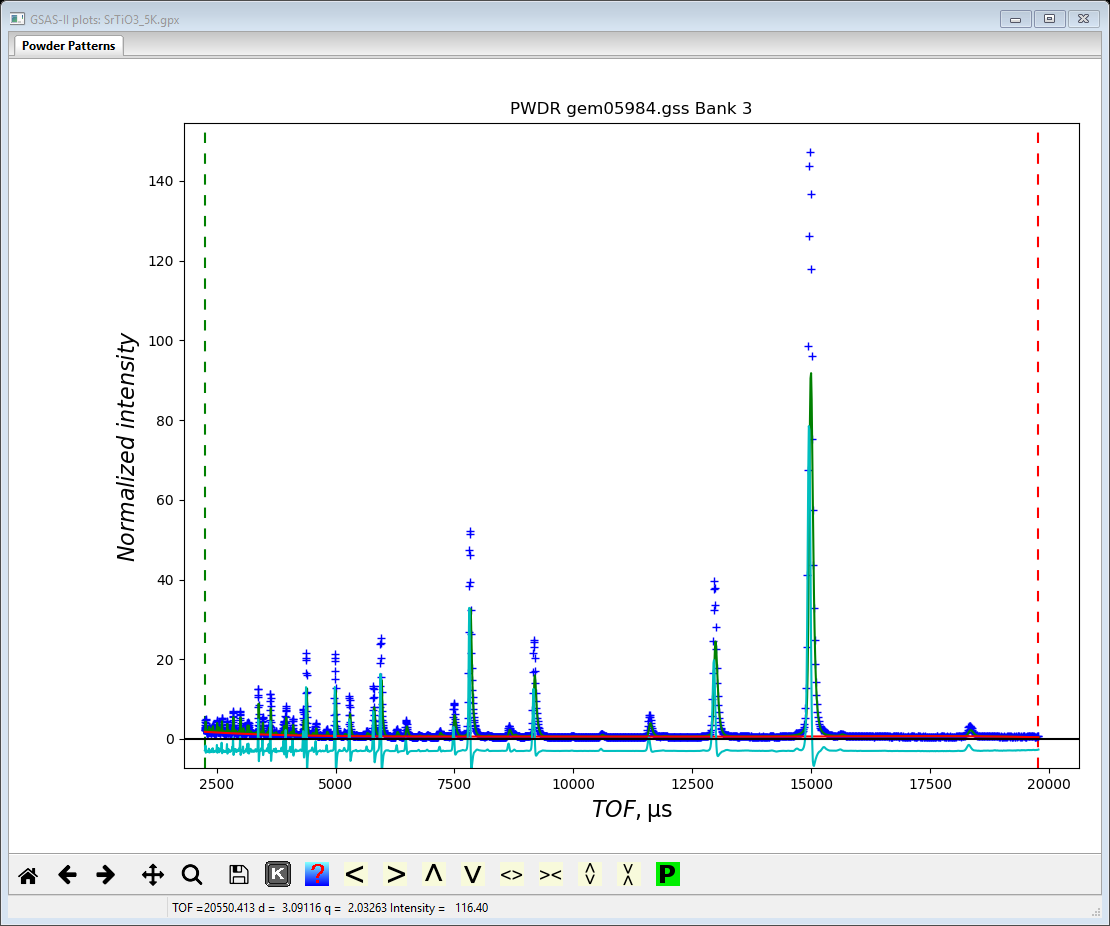 GSAS-II plots: SrTiO3_5K.gpx
Powder Patterns
PWDR gem05984.gss Bank 3
Normalized intensity
140
120
100
80
60
40
20
0
2500 5000 7500 10000 12500 15000 17500 20000
TOF, μs
K ? < > Λ V <> >< P
TOF =20550.413 d = 3.09116 q = 2.03263 Intensity = 116.40